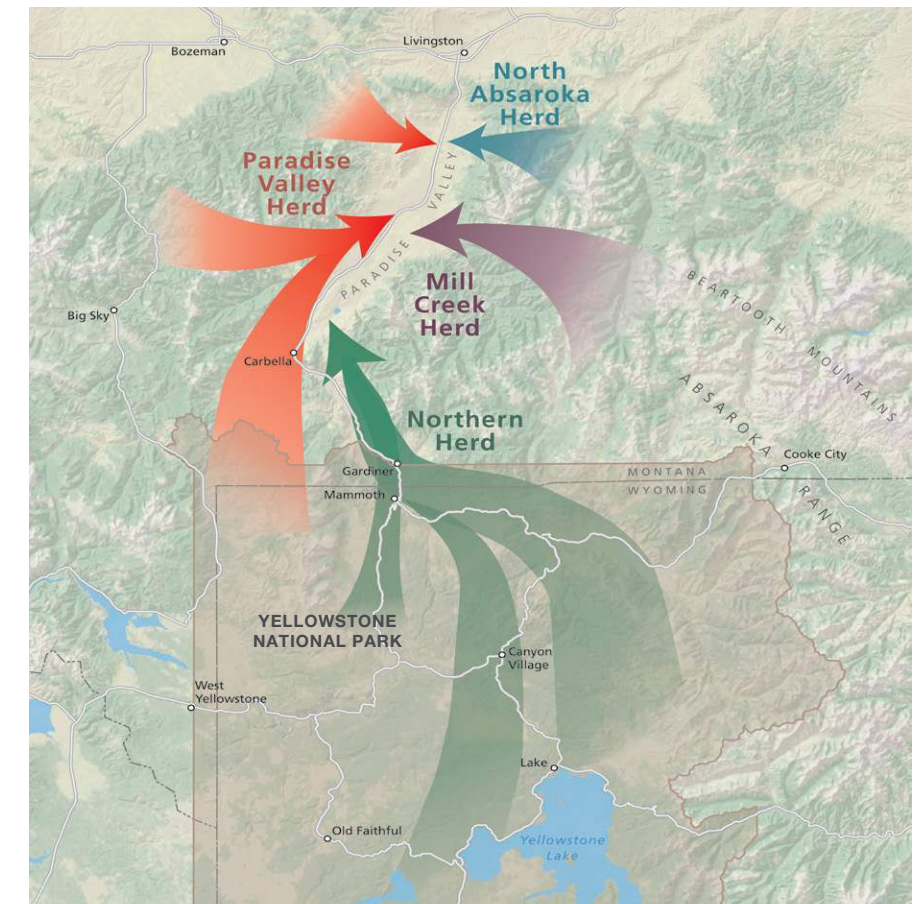 Bozeman
Livingston
North
Absaroka
Herd
Paradise
Valley
Herd
PARADISE VALLEY
Mill
Creek
Herd
BEARTOOTH MOUNTAINS
Big Sky
Carbella
ABSAROKA RANGE
Northern
Herd
Cooke City
Gardiner
MONTANA
WYOMING
Mammoth
YELLOWSTONE
NATIONAL PARK
Canyon
Village
West
Yellowstone
Lake
Old Faithful
Yellowstone
Lake